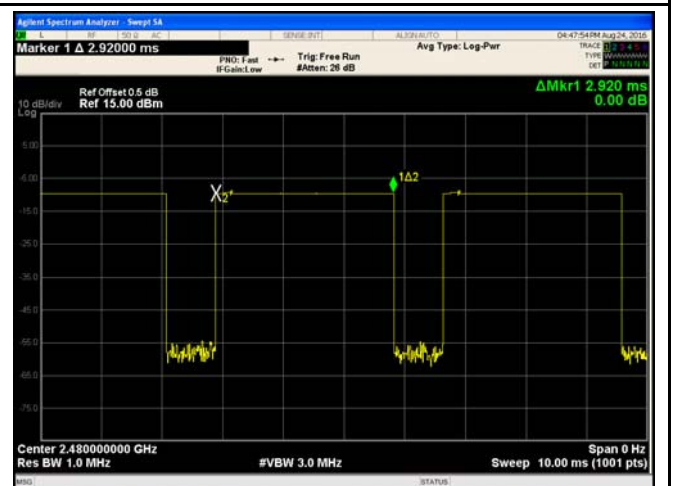 Agilent Spectrum Analyzer - Swept SA
L RF 50 Ω AC SENSE:INT ALIGN AUTO 04:47:54 PM Aug 24, 2016
Marker 1 Δ 2.92000 ms
PNO: Fast Trig: Free Run Avg Type: Log-Pwr TRACE 1 2 3 4 5 6
IFGain:Low #Atten: 26 dB TYPE
DET P N N N N N
ΔMkr1 2.920 ms
0.00 dB
Ref Offset 0.5 dB
10 dB/div Ref 15.00 dBm
Log
5.00
-5.00
1Δ2
X2
-15.0
-25.0
-35.0
-45.0
-55.0
-65.0
-75.0
Center 2.480000000 GHz Span 0 Hz
Res BW 1.0 MHz #VBW 3.0 MHz Sweep 10.00 ms (1001 pts)
MSG STATUS